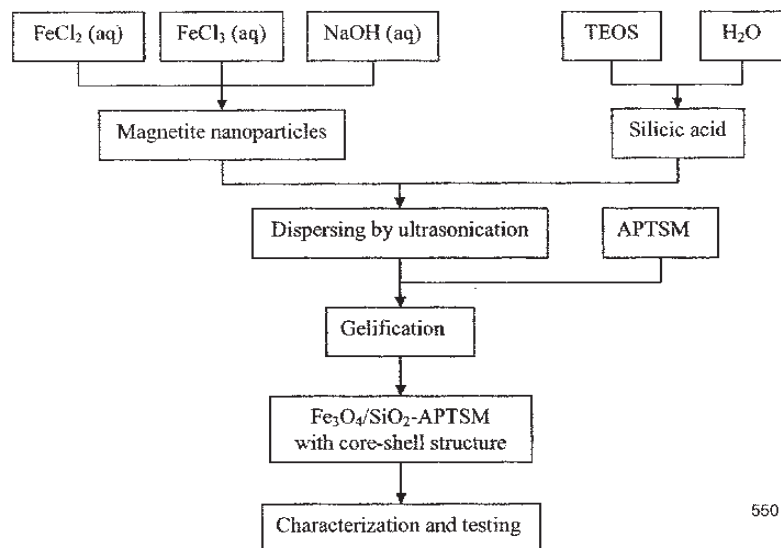 FeCl₂ (aq)
FeCl₃ (aq)
NaOH (aq)
TEOS
H₂O
Magnetite nanoparticles
Silicic acid
Dispersing by ultrasonication
APTSM
Gelification
Fe₃O₄/SiO₂-APTSM
with core-shell structure
Characterization and testing
550